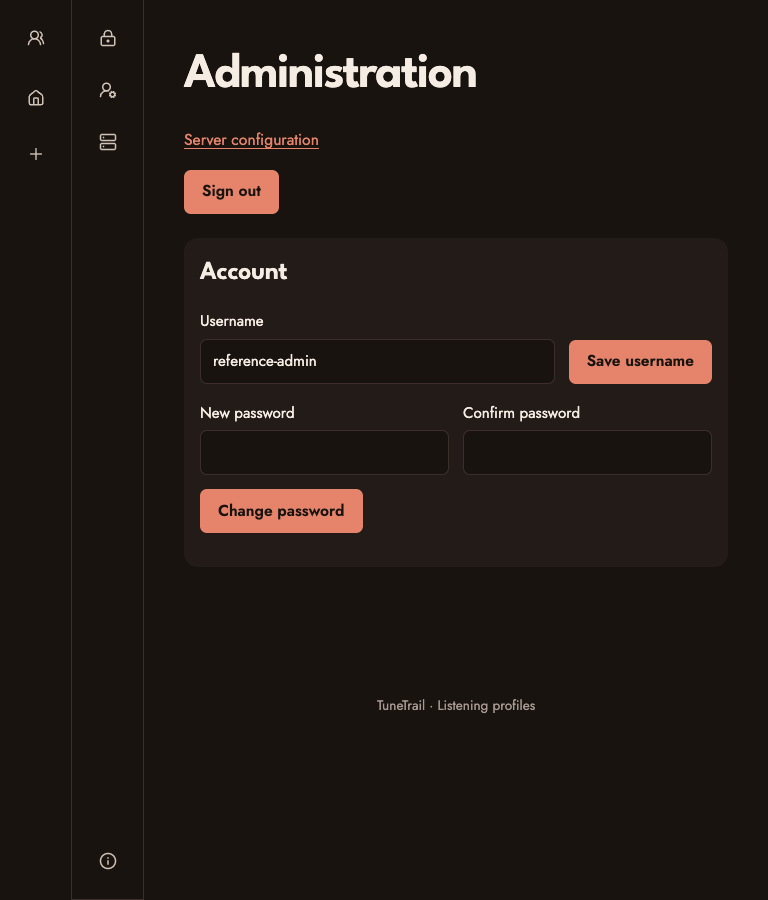 Administration
Server configuration
Sign out
Account
Username
reference-admin
Save username
New password
Confirm password
Change password
TuneTrail · Listening profiles